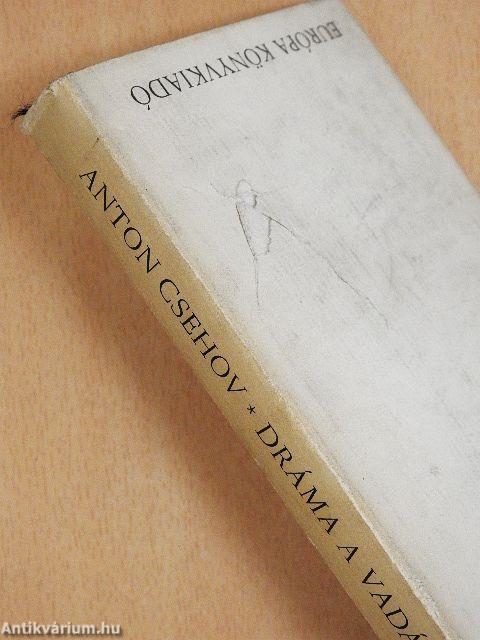 EURÓPA KÖNYVKIADÓ
ANTON CSEHOV * DRÁMA A VADÁ
Antikvárium.hu